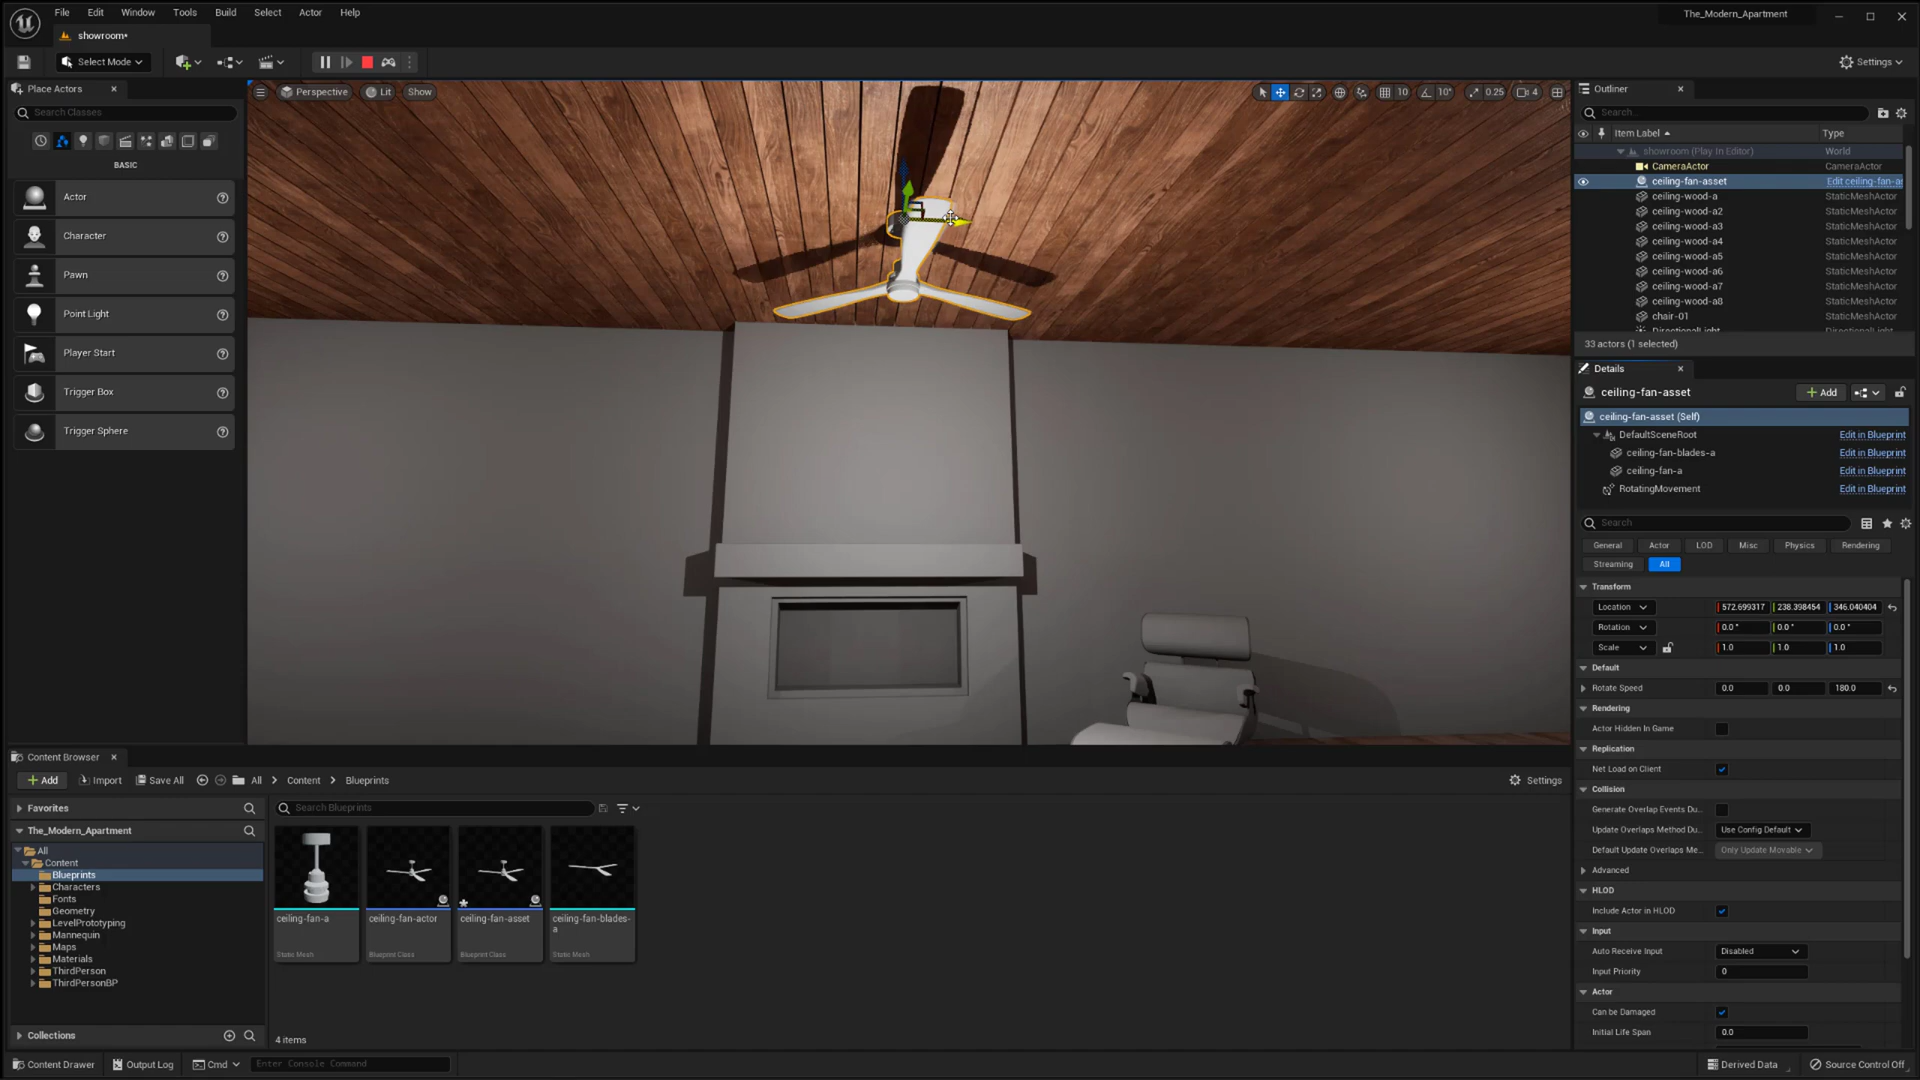 File Edit Window Tools Build Select Actor Help
The_Modern_Apartment
showroom*
Select Mode
Settings
Place Actors
Search Classes
BASIC
Actor
Character
Pawn
Point Light
Player Start
Trigger Box
Trigger Sphere
Perspective Lit Show
10 10° 0.25 4
Outliner
Search...
Item Label Type
showroom (Play In Editor) World
CameraActor CameraActor
ceiling-fan-asset Edit ceiling-fan-as
ceiling-wood-a StaticMeshActor
ceiling-wood-a2 StaticMeshActor
ceiling-wood-a3 StaticMeshActor
ceiling-wood-a4 StaticMeshActor
ceiling-wood-a5 StaticMeshActor
ceiling-wood-a6 StaticMeshActor
ceiling-wood-a7 StaticMeshActor
ceiling-wood-a8 StaticMeshActor
chair-01 StaticMeshActor
DirectionalLight DirectionalLight
33 actors (1 selected)
Details
ceiling-fan-asset Add
ceiling-fan-asset (Self)
DefaultSceneRoot Edit in Blueprint
ceiling-fan-blades-a Edit in Blueprint
ceiling-fan-a Edit in Blueprint
RotatingMovement Edit in Blueprint
Search
General Actor LOD Misc Physics Rendering
Streaming All
Transform
Location 572.699317 238.398454 346.040404
Rotation 0.0 ° 0.0 ° 0.0 °
Scale 1.0 1.0 1.0
Default
Rotate Speed 0.0 0.0 180.0
Rendering
Actor Hidden In Game
Replication
Net Load on Client
Collision
Generate Overlap Events Du..
Update Overlaps Method Du.. Use Config Default
Default Update Overlaps Me.. Only Update Movable
Advanced
HLOD
Include Actor in HLOD
Input
Auto Receive Input Disabled
Input Priority 0
Actor
Can be Damaged
Initial Life Span 0.0
Content Browser
Add Import Save All All Content Blueprints Settings
Favorites
The_Modern_Apartment
All
Content
Blueprints
Characters
Fonts
Geometry
LevelPrototyping
Mannequin
Maps
Materials
ThirdPerson
ThirdPersonBP
Collections
Search Blueprints
ceiling-fan-a
Static Mesh
ceiling-fan-actor
Blueprint Class
ceiling-fan-asset
Blueprint Class
ceiling-fan-blades-
a
Static Mesh
4 items
Content Drawer Output Log Cmd Enter Console Command Derived Data Source Control Off